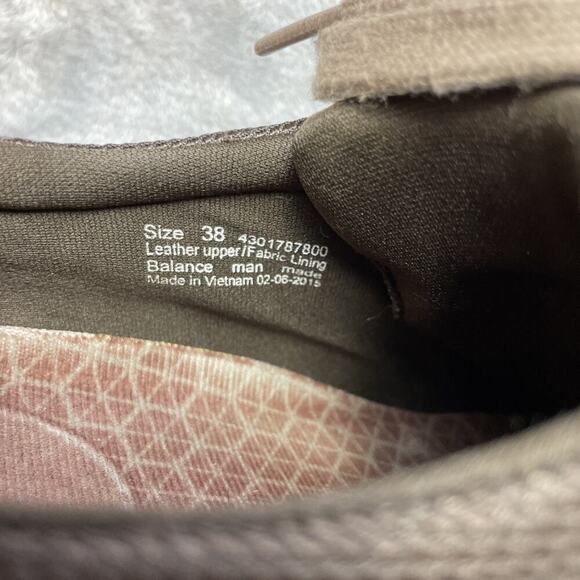 Size 38 4301787800
Leather upper/Fabric Lining
Balance man made
Made in Vietnam 02-06-2015